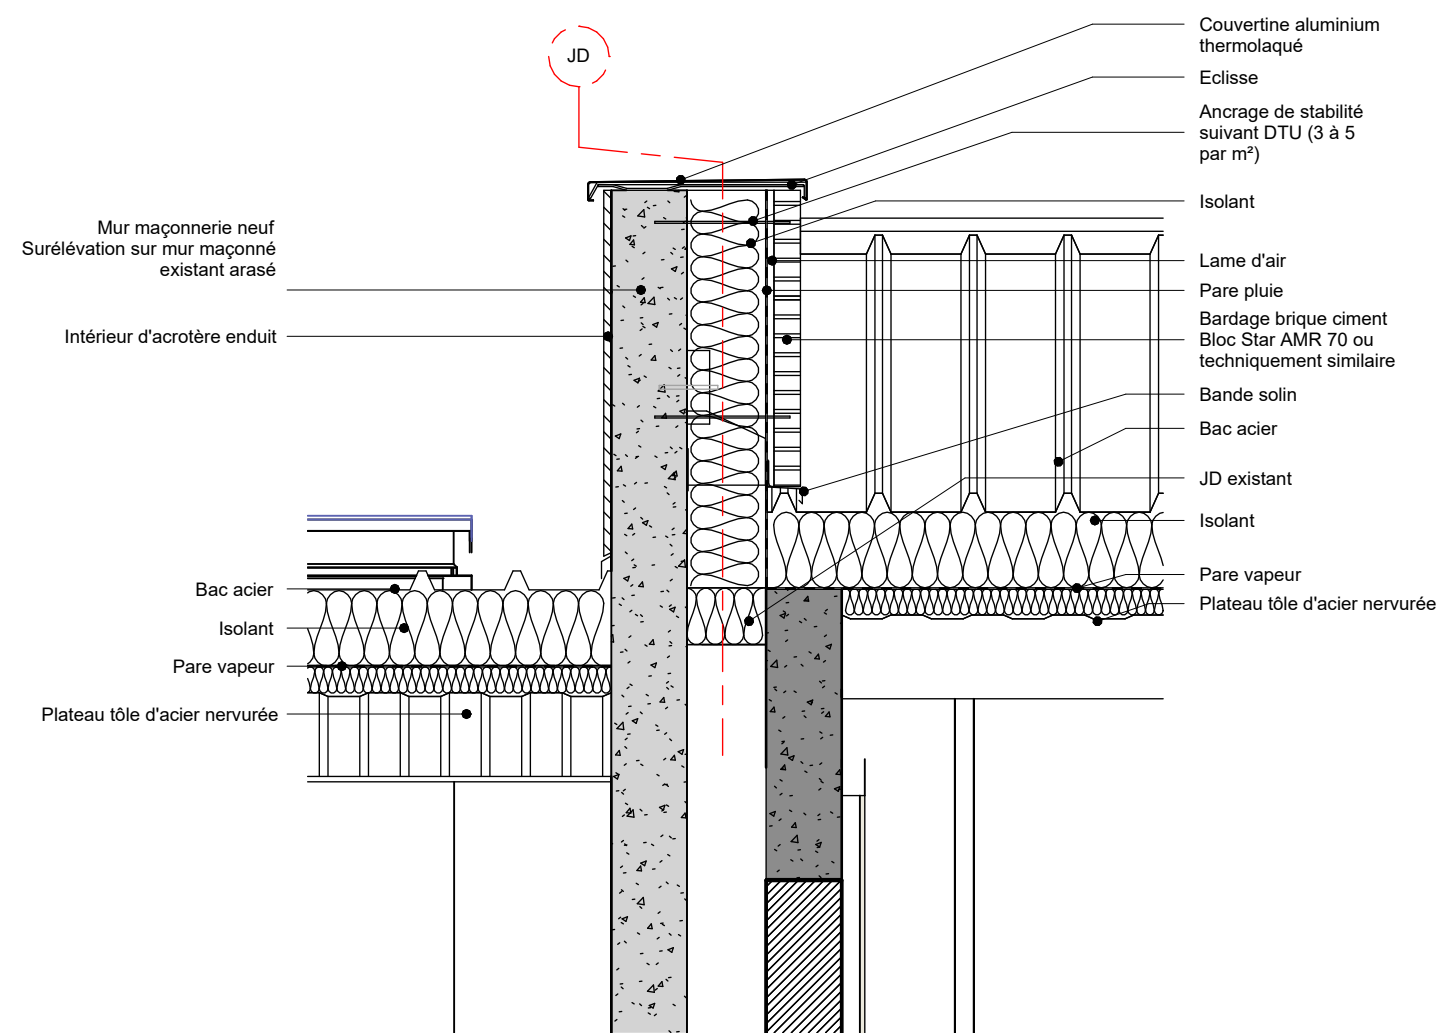 JD
Couvertine aluminium
thermolaqué
Eclisse
Ancrage de stabilité
suivant DTU (3 à 5
par m²)
Isolant
Lame d'air
Pare pluie
Bardage brique ciment
Bloc Star AMR 70 ou
techniquement similaire
Bande solin
Bac acier
JD existant
Isolant
Pare vapeur
Plateau tôle d'acier nervurée
Mur maçonnerie neuf
Surélévation sur mur maçonné
existant arasé
Intérieur d'acrotère enduit
Bac acier
Isolant
Pare vapeur
Plateau tôle d'acier nervurée